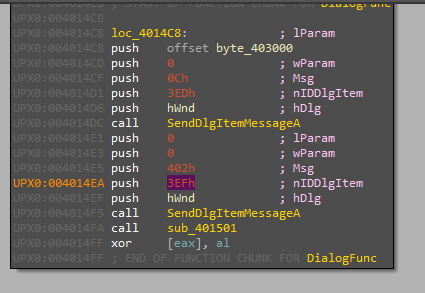 UPX0:004014C8 ; START OF FUNCTION CHUNK FOR DialogFunc
UPX0:004014C8
UPX0:004014C8 loc_4014C8: ; lParam
UPX0:004014C8 push offset byte_403000
UPX0:004014CD push 0 ; wParam
UPX0:004014CF push 0Ch ; Msg
UPX0:004014D1 push 3EDh ; nIDDlgItem
UPX0:004014D6 push hWnd ; hDlg
UPX0:004014DC call SendDlgItemMessageA
UPX0:004014E1 push 0 ; lParam
UPX0:004014E3 push 0 ; wParam
UPX0:004014E5 push 402h ; Msg
UPX0:004014EA push 3EFh ; nIDDlgItem
UPX0:004014EF push hWnd ; hDlg
UPX0:004014F5 call SendDlgItemMessageA
UPX0:004014FA call sub_401501
UPX0:004014FF xor [eax], al
UPX0:004014FF ; END OF FUNCTION CHUNK FOR DialogFunc